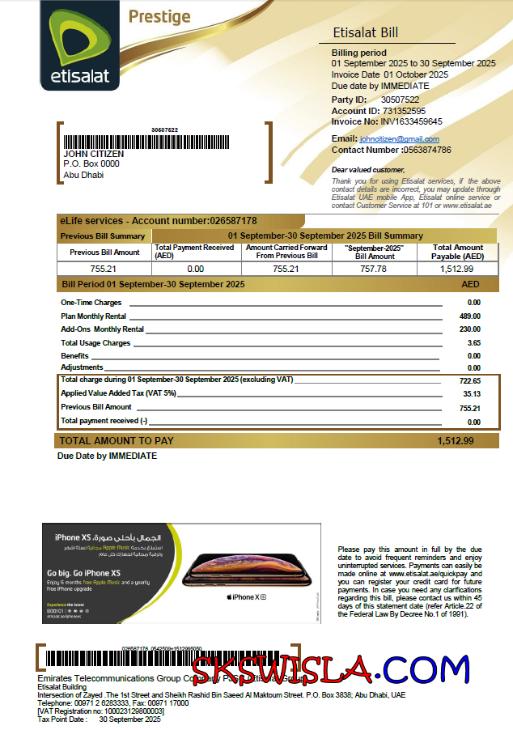 Prestige
etisalat
Etisalat Bill
Billing period
01 September 2025 to 30 September 2025
Invoice Date 01 October 2025
Due date by IMMEDIATE
Party ID: 30507522
Account ID: 731352595
Invoice No: INV1633459645
Email: johncitizen@gmail.com
Contact Number :0563874786
30507522
JOHN CITIZEN
P.O. Box 0000
Abu Dhabi
Dear valued customer,
Thank you for using Etisalat services, if the above
contact details are incorrect, you may update through
Etisalat UAE mobile App, Etisalat online service or
contact Customer Service at 101 or www.etisalat.ae
eLife services - Account number:026587178
Previous Bill Summary 01 September-30 September 2025 Bill Summary
Previous Bill Amount Total Payment Received (AED) Amount Carried Forward From Previous Bill "September-2025" Bill Amount Total Amount Payable (AED)
755.21 0.00 755.21 757.78 1,512.99
Bill Period 01 September-30 September 2025 AED
One-Time Charges 0.00
Plan Monthly Rental 489.00
Add-Ons Monthly Rental 230.00
Total Usage Charges 3.65
Benefits 0.00
Adjustments 0.00
Total charge during 01 September-30 September 2025 (excluding VAT) 722.65
Applied Value Added Tax (VAT 5%) 35.13
Previous Bill Amount 755.21
Total payment received (-) 0.00
TOTAL AMOUNT TO PAY 1,512.99
Due Date by IMMEDIATE
الجمال بأحلى صورة، iPhone XS
Go big. Go iPhone XS
Enjoy 6 months free Apple Music and a yearly
free iPhone upgrade
iPhone XS
Please pay this amount in full by the due
date to avoid frequent reminders and enjoy
uninterrupted services. Payments can easily be
made online at www.etisalat.ae/quickpay and
you can register your credit card for future
payments. In case you need any clarifications
regarding this bill, please contact us within 45
days of this statement date (refer Article.22 of
the Federal Law By Decree No.1 of 1991).
SKSWISLA.COM
Emirates Telecommunications Group Company
Etisalat Building
Intersection of Zayed .The 1st Street and Sheikh Rashid Bin Saeed Al Maktoum Street. P.O. Box 3838; Abu Dhabi, UAE
Telephone: 00971 2 6283333, Fax: 00971 17000
[VAT Registration no: 100023129800003]
Tax Point Date : 30 September 2025